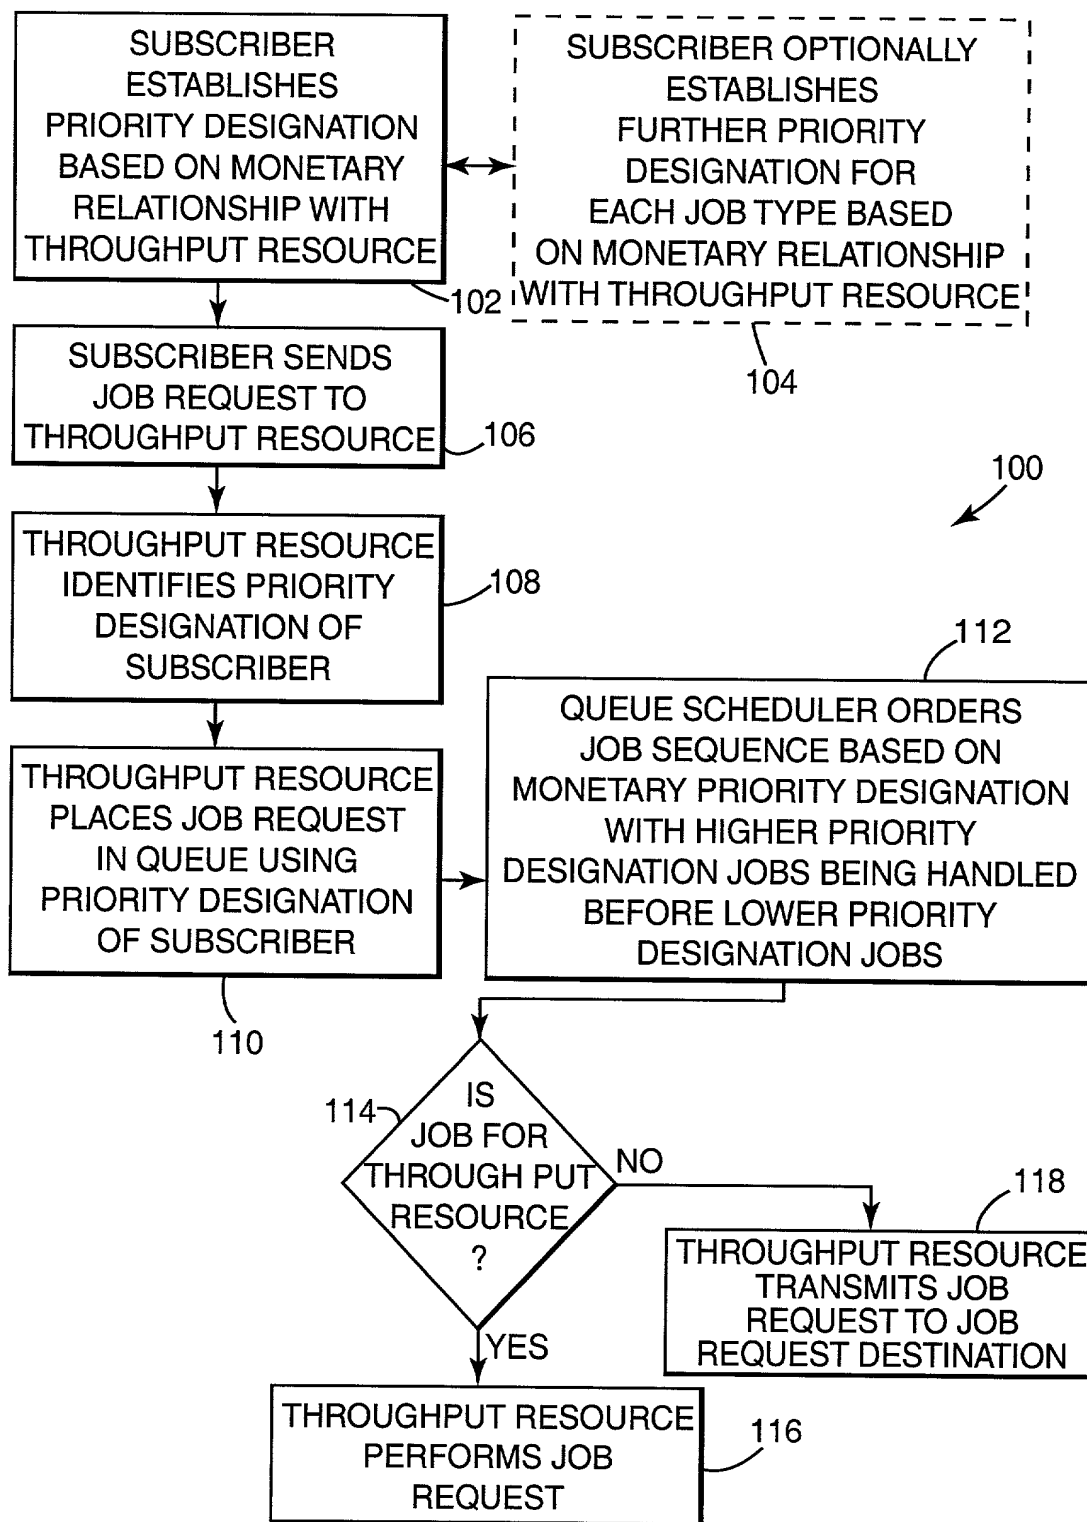 SUBSCRIBER
ESTABLISHES
PRIORITY DESIGNATION
BASED ON MONETARY
RELATIONSHIP WITH
THROUGHPUT RESOURCE
102
SUBSCRIBER OPTIONALLY
ESTABLISHES
FURTHER PRIORITY
DESIGNATION FOR
EACH JOB TYPE BASED
ON MONETARY RELATIONSHIP
WITH THROUGHPUT RESOURCE
104
SUBSCRIBER SENDS
JOB REQUEST TO
THROUGHPUT RESOURCE
106
100
THROUGHPUT RESOURCE
IDENTIFIES PRIORITY
DESIGNATION OF
SUBSCRIBER
108
THROUGHPUT RESOURCE
PLACES JOB REQUEST
IN QUEUE USING
PRIORITY DESIGNATION
OF SUBSCRIBER
110
112
QUEUE SCHEDULER ORDERS
JOB SEQUENCE BASED ON
MONETARY PRIORITY DESIGNATION
WITH HIGHER PRIORITY
DESIGNATION JOBS BEING HANDLED
BEFORE LOWER PRIORITY
DESIGNATION JOBS
114
IS
JOB FOR
THROUGH PUT
RESOURCE
?
NO
YES
118
THROUGHPUT RESOURCE
TRANSMITS JOB
REQUEST TO JOB
REQUEST DESTINATION
THROUGHPUT RESOURCE
PERFORMS JOB
REQUEST
116